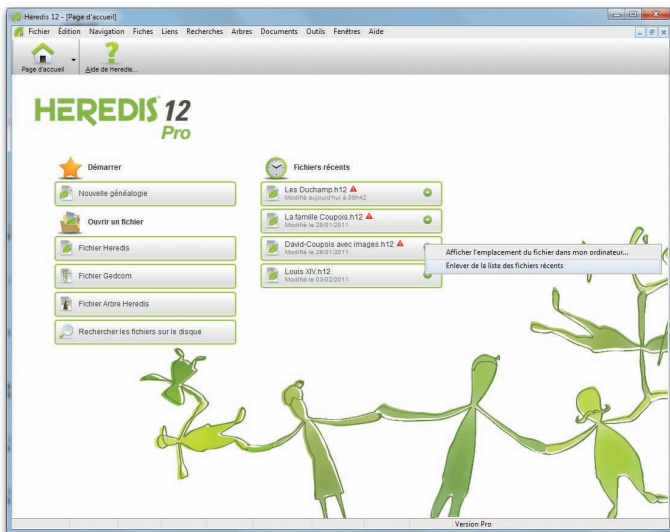 Heredis 12 - [Page d'accueil]
Fichier Édition Navigation Fiches Liens Recherches Arbres Documents Outils Fenêtres Aide
Page d'accueil Aide de Heredis...
HEREDIS 12
Pro
Démarrer
Nouvelle généalogie
Ouvrir un fichier
Fichier Heredis
Fichier Gedcom
Fichier Arbre Heredis
Rechercher les fichiers sur le disque
Fichiers récents
Les Duchamp.h12
Modifié aujourd'hui à 09h42
La famille Coupois.h12
Modifié le 28/01/2011
David-Coupois avec images.h12
Modifié le 28/01/2011
Louis XIV.h12
Modifié le 03/02/2011
Afficher l'emplacement du fichier dans mon ordinateur...
Enlever de la liste des fichiers récents
Version Pro